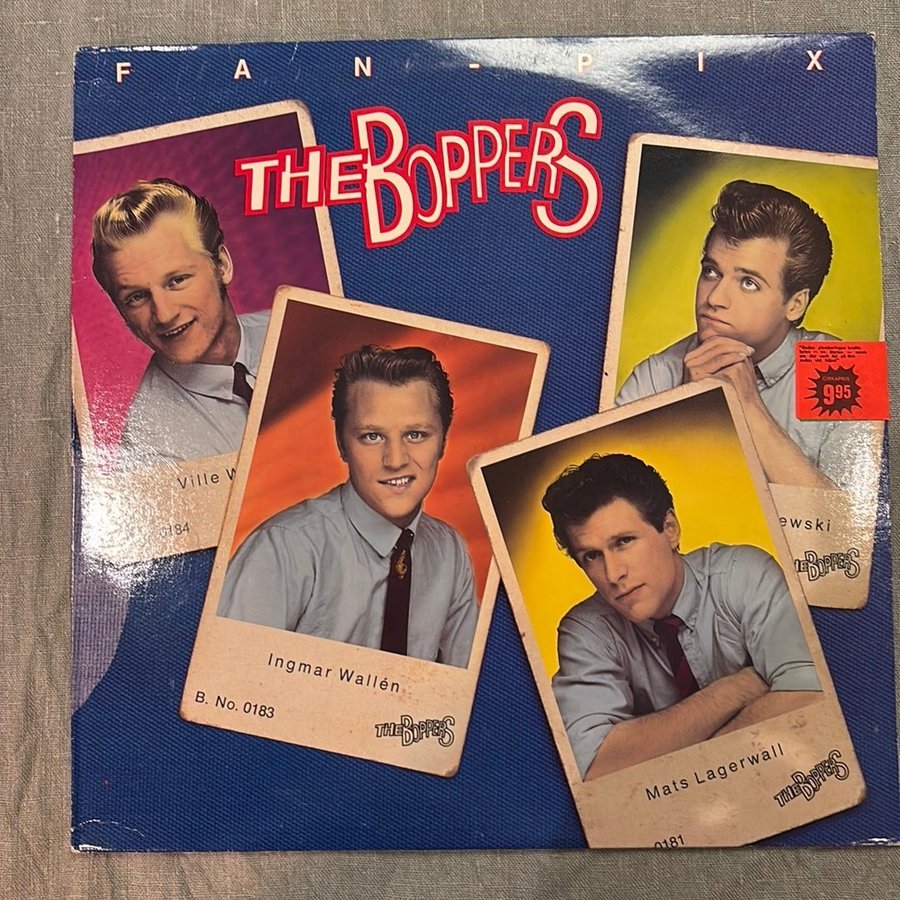 FAN-PIX
THE BOPPERS
Ville W
0184
CYMKAPRIS
9 95
ewski
THE BOPPERS
Ingmar Wallén
B. No. 0183
THE BOPPERS
Mats Lagerwall
THE BOPPERS
0181